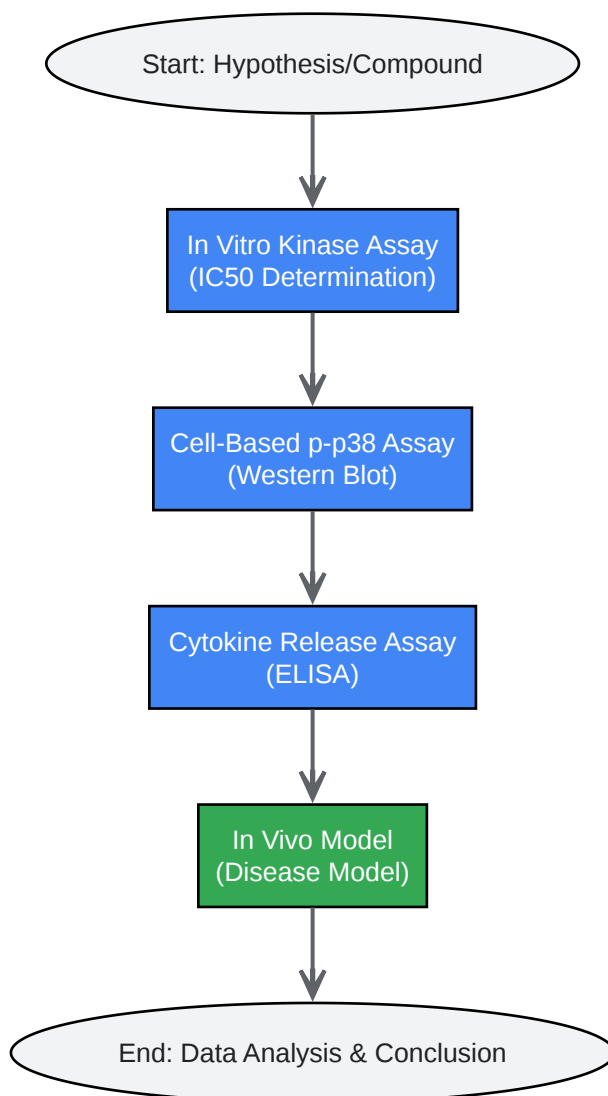 Start: Hypothesis/Compound
In Vitro Kinase Assay
(IC50 Determination)
Cell-Based p-p38 Assay
(Western Blot)
Cytokine Release Assay
(ELISA)
In Vivo Model
(Disease Model)
End: Data Analysis & Conclusion